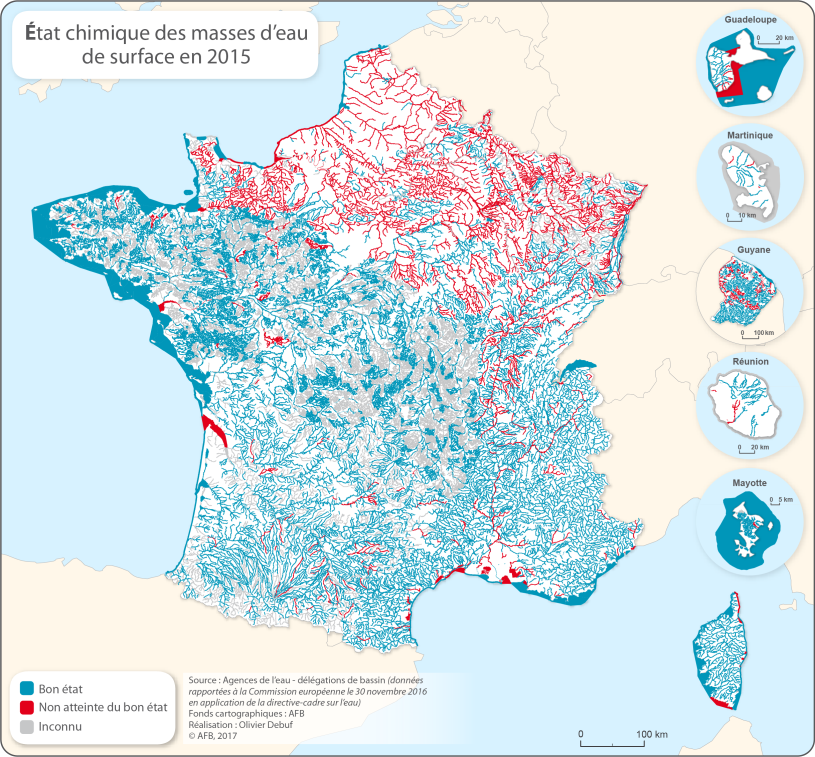 État chimique des masses d'eau
de surface en 2015
Guadeloupe
0 20 km
Martinique
0 10 km
Guyane
0 100 km
Réunion
0 20 km
Mayotte
0 5 km
Bon état
Non atteinte du bon état
Inconnu
Source : Agences de l'eau - délégations de bassin (données
rapportées à la Commission européenne le 30 novembre 2016
en application de la directive-cadre sur l'eau)
Fonds cartographiques : AFB
Réalisation : Olivier Debuf
© AFB, 2017
0 100 km